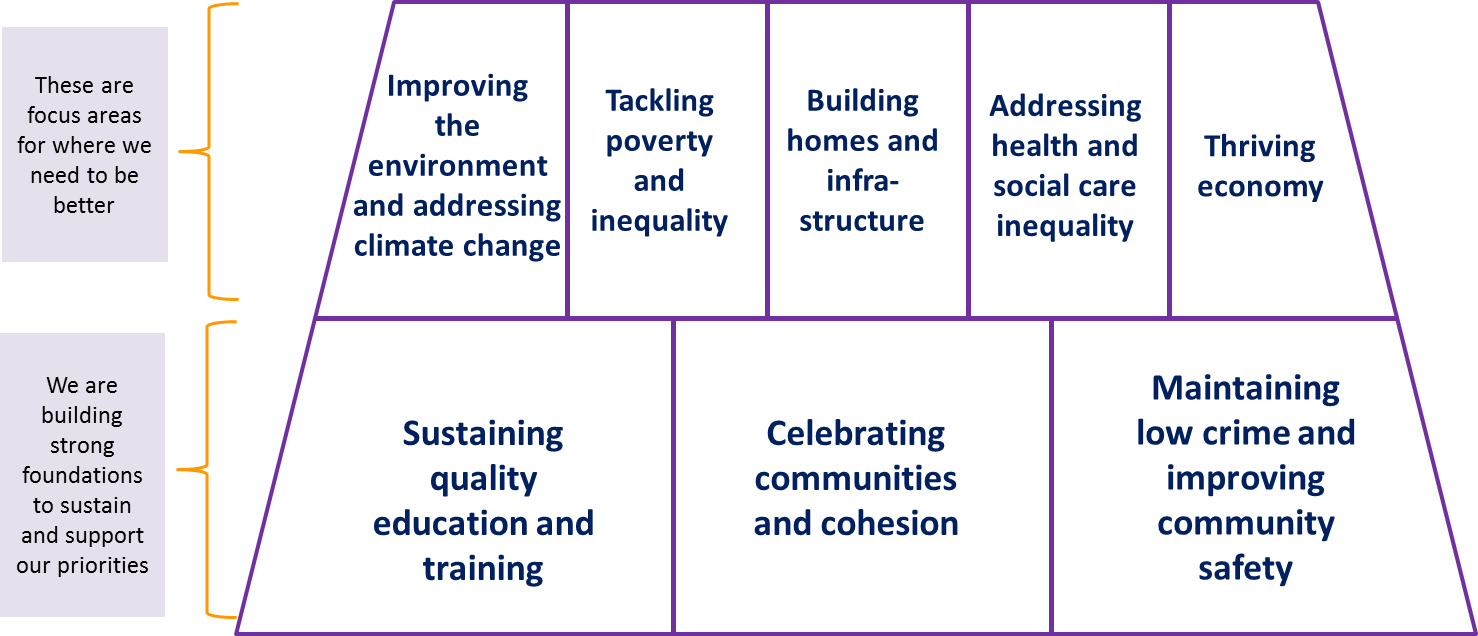 These are
focus areas
for where we
need to be
better
Improving
the
environment
and addressing
climate change
Tackling
poverty
and
inequality
Building
homes and
infra-
structure
Addressing
health and
social care
inequality
Thriving
economy
We are
building
strong
foundations
to sustain
and support
our priorities
Sustaining
quality
education and
training
Celebrating
communities
and cohesion
Maintaining
low crime and
improving
community
safety